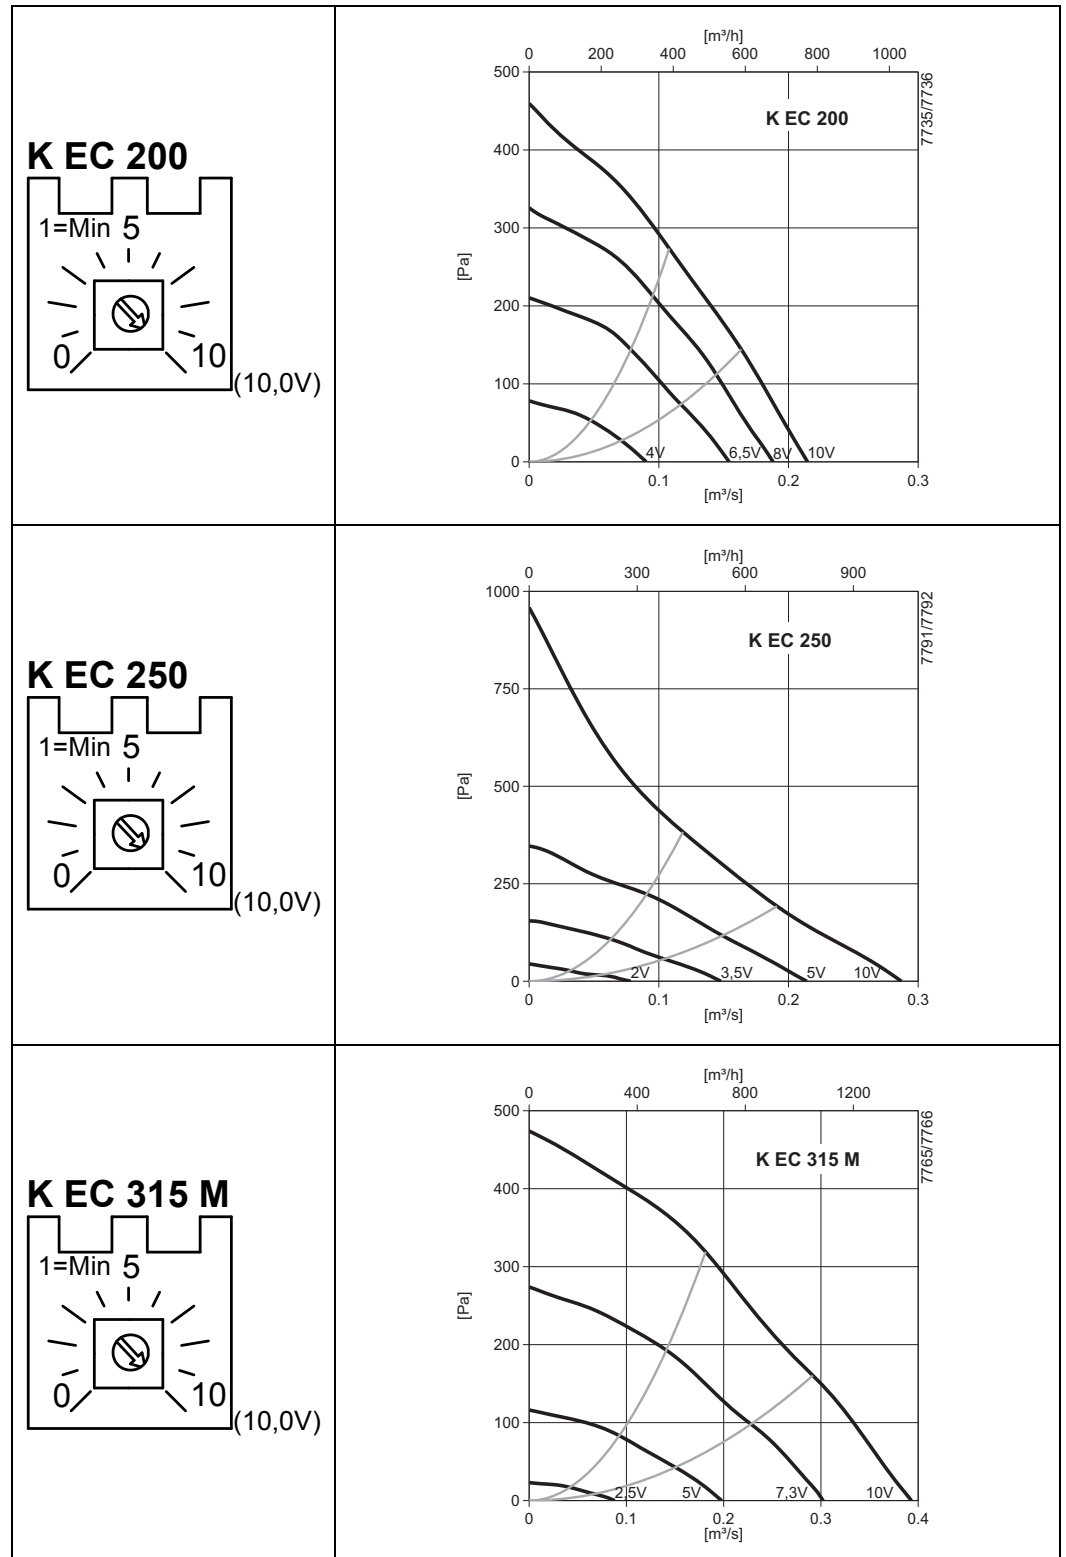 K EC 200
1=Min 5
0
10
(10,0V)
[m³/h]
0 200 400 600 800 1000
500
400
300
200
100
0
[Pa]
K EC 200
7735/7736
4V 6,5V 8V 10V
0 0.1 0.2 0.3
[m³/s]
K EC 250
1=Min 5
0
10
(10,0V)
[m³/h]
0 300 600 900
1000
750
500
250
0
[Pa]
K EC 250
7791/7792
2V 3,5V 5V 10V
0 0.1 0.2 0.3
[m³/s]
K EC 315 M
1=Min 5
0
10
(10,0V)
[m³/h]
0 400 800 1200
500
400
300
200
100
0
[Pa]
K EC 315 M
7765/7766
2,5V 5V 7,3V 10V
0 0.1 0.2 0.3 0.4
[m³/s]